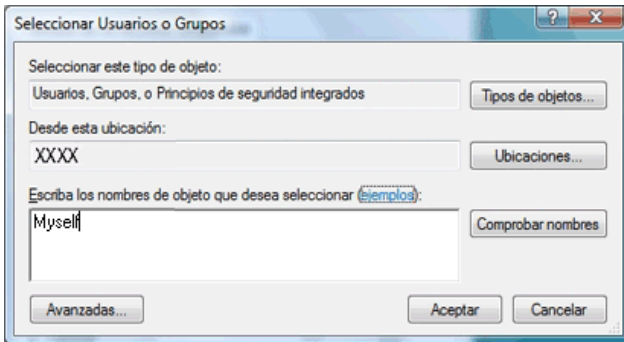 Seleccionar Usuarios o Grupos
Seleccionar este tipo de objeto:
Usuarios, Grupos, o Principios de seguridad integrados
Tipos de objetos...
Desde esta ubicación:
XXXX
Ubicaciones...
Escriba los nombres de objeto que desea seleccionar (ejemplos):
Myself
Comprobar nombres
Avanzadas...
Aceptar
Cancelar